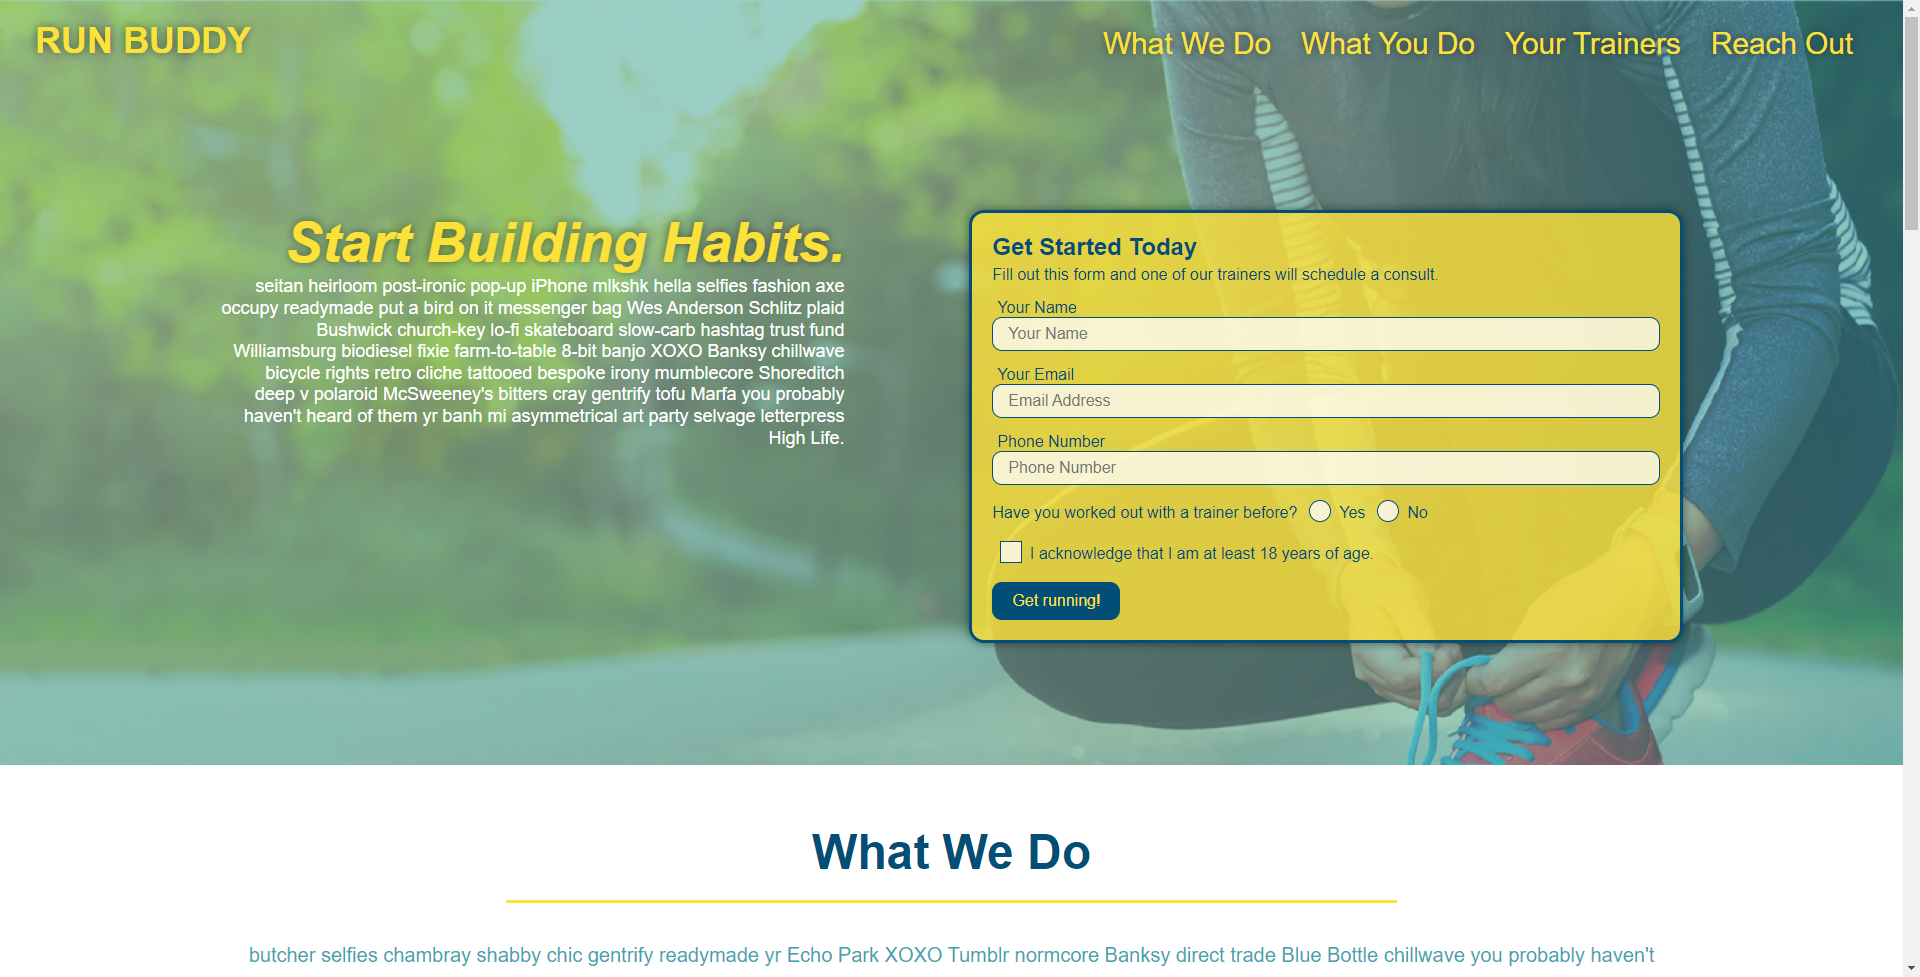 RUN BUDDY
What We Do What You Do Your Trainers Reach Out
Start Building Habits.
seitan heirloom post-ironic pop-up iPhone mlkshk hella selfies fashion axe
occupy readymade put a bird on it messenger bag Wes Anderson Schlitz plaid
Bushwick church-key lo-fi skateboard slow-carb hashtag trust fund
Williamsburg biodiesel fixie farm-to-table 8-bit banjo XOXO Banksy chillwave
bicycle rights retro cliche tattooed bespoke irony mumblecore Shoreditch
deep v polaroid McSweeney's bitters cray gentrify tofu Marfa you probably
haven't heard of them yr banh mi asymmetrical art party selvage letterpress
High Life.
Get Started Today
Fill out this form and one of our trainers will schedule a consult.
Your Name
Your Name
Your Email
Email Address
Phone Number
Phone Number
Have you worked out with a trainer before? Yes No
I acknowledge that I am at least 18 years of age.
Get running!
What We Do
butcher selfies chambray shabby chic gentrify readymade yr Echo Park XOXO Tumblr normcore Banksy direct trade Blue Bottle chillwave you probably haven't